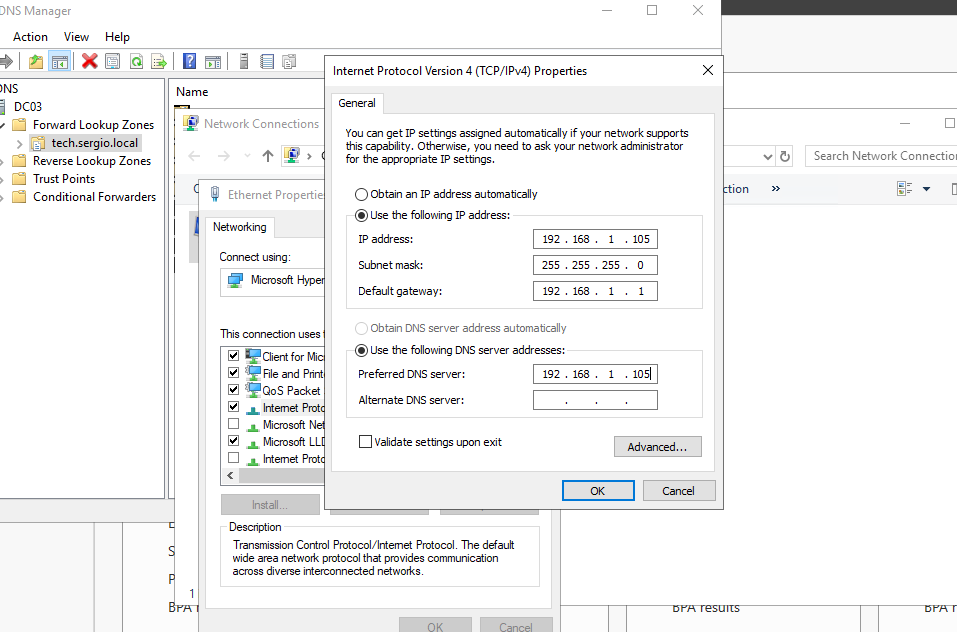 DNS Manager
Action View Help
DNS
DC03
Forward Lookup Zones
tech.sergio.local
Reverse Lookup Zones
Trust Points
Conditional Forwarders
Name
Network Connections
Search Network Connection
ction »
Ethernet Properties
Networking
Connect using:
Microsoft Hyper
This connection uses
Client for Mic
File and Print
QoS Packet
Internet Proto
Microsoft Net
Microsoft LLD
Internet Proto
Install...
Description
Transmission Control Protocol/Internet Protocol. The default
wide area network protocol that provides communication
across diverse interconnected networks.
OK Cancel
Internet Protocol Version 4 (TCP/IPv4) Properties
General
You can get IP settings assigned automatically if your network supports
this capability. Otherwise, you need to ask your network administrator
for the appropriate IP settings.
Obtain an IP address automatically
Use the following IP address:
IP address: 192 . 168 . 1 . 105
Subnet mask: 255 . 255 . 255 . 0
Default gateway: 192 . 168 . 1 . 1
Obtain DNS server address automatically
Use the following DNS server addresses:
Preferred DNS server: 192 . 168 . 1 . 105
Alternate DNS server: . . .
Validate settings upon exit
Advanced...
OK Cancel
1
BPA results
BPA r